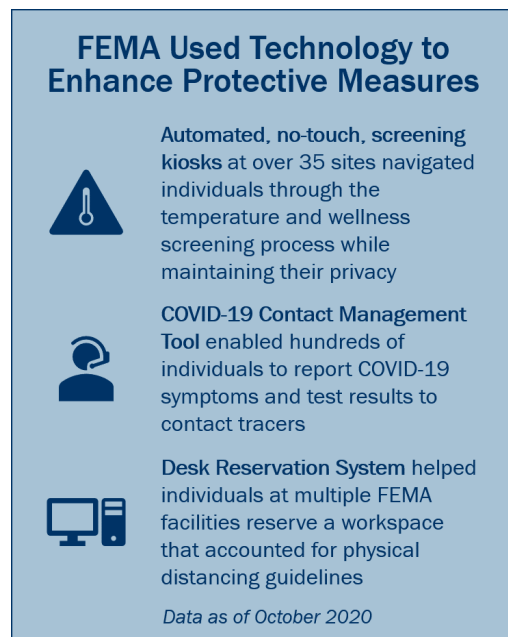 FEMA Used Technology to
Enhance Protective Measures
Automated, no-touch, screening
kiosks at over 35 sites navigated
individuals through the
temperature and wellness
screening process while
maintaining their privacy
COVID-19 Contact Management
Tool enabled hundreds of
individuals to report COVID-19
symptoms and test results to
contact tracers
Desk Reservation System helped
individuals at multiple FEMA
facilities reserve a workspace
that accounted for physical
distancing guidelines
Data as of October 2020